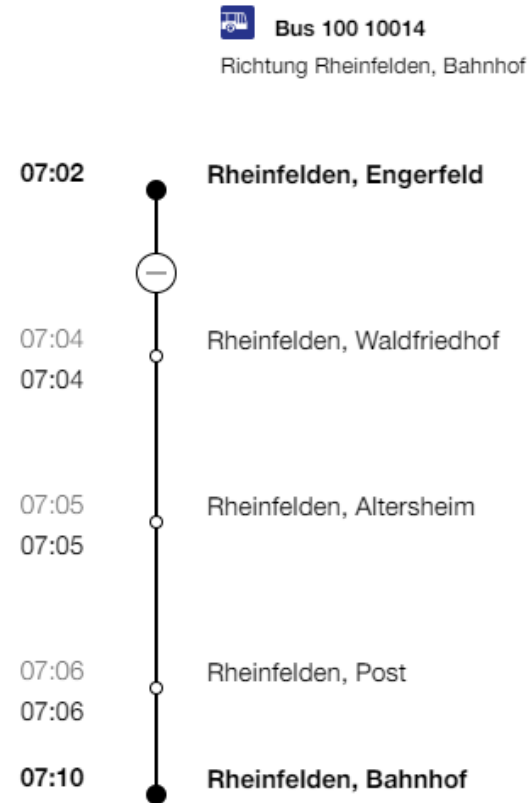 Bus 100 10014
Richtung Rheinfelden, Bahnhof
07:02 Rheinfelden, Engerfeld
07:04 Rheinfelden, Waldfriedhof
07:04
07:05 Rheinfelden, Altersheim
07:05
07:06 Rheinfelden, Post
07:06
07:10 Rheinfelden, Bahnhof